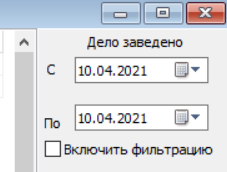 Дело заведено
С 10.04.2021
По 10.04.2021
Включить фильтрацию